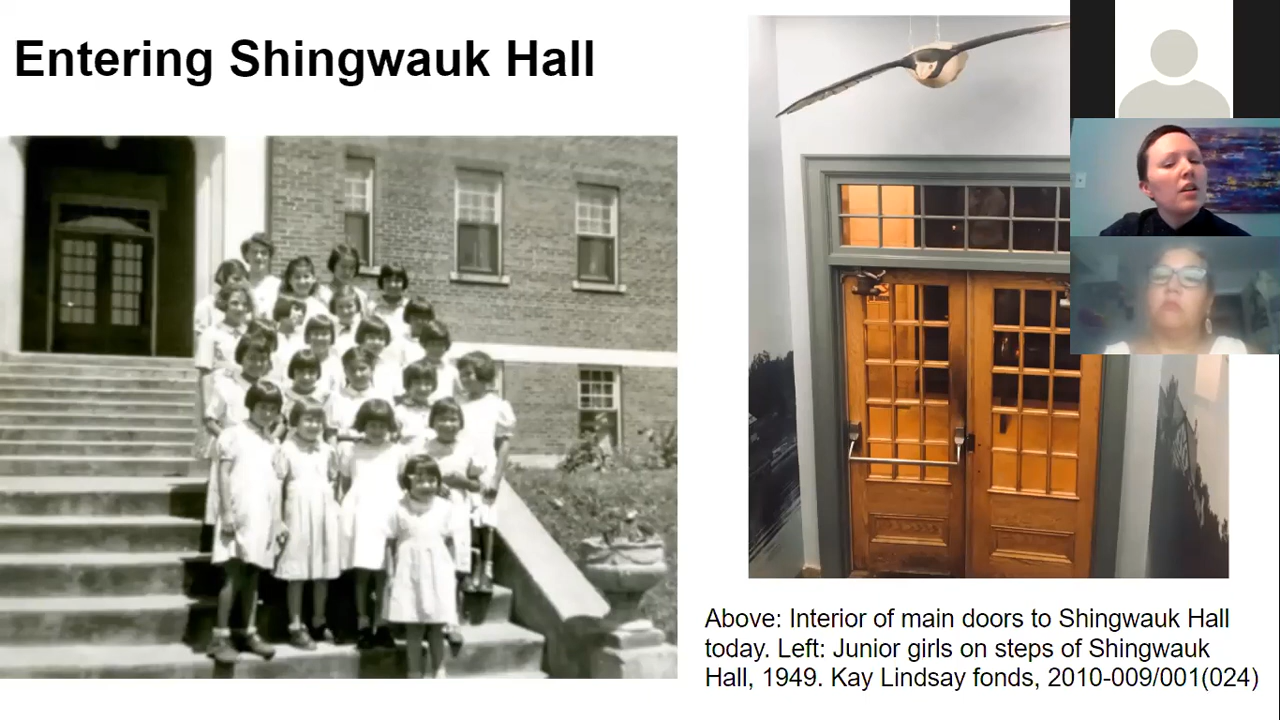 Entering Shingwauk Hall
Above: Interior of main doors to Shingwauk Hall
today. Left: Junior girls on steps of Shingwauk
Hall, 1949. Kay Lindsay fonds, 2010-009/001(024)